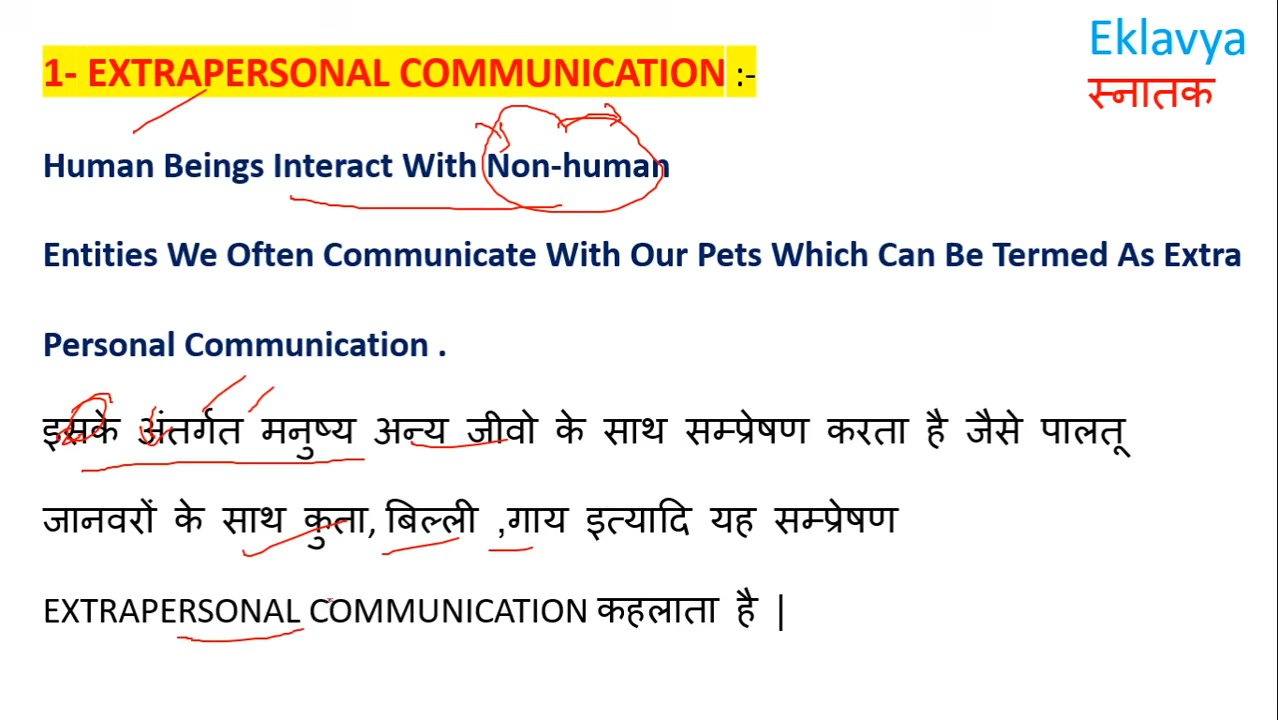 Eklavya
स्नातक
1- EXTRAPERSONAL COMMUNICATION :-
Human Beings Interact With Non-human
Entities We Often Communicate With Our Pets Which Can Be Termed As Extra
Personal Communication .
इसके अंतर्गत मनुष्य अन्य जीवो के साथ सम्प्रेषण करता है जैसे पालतू
जानवरों के साथ कुता, बिल्ली ,गाय इत्यादि यह सम्प्रेषण
EXTRAPERSONAL COMMUNICATION कहलाता है |